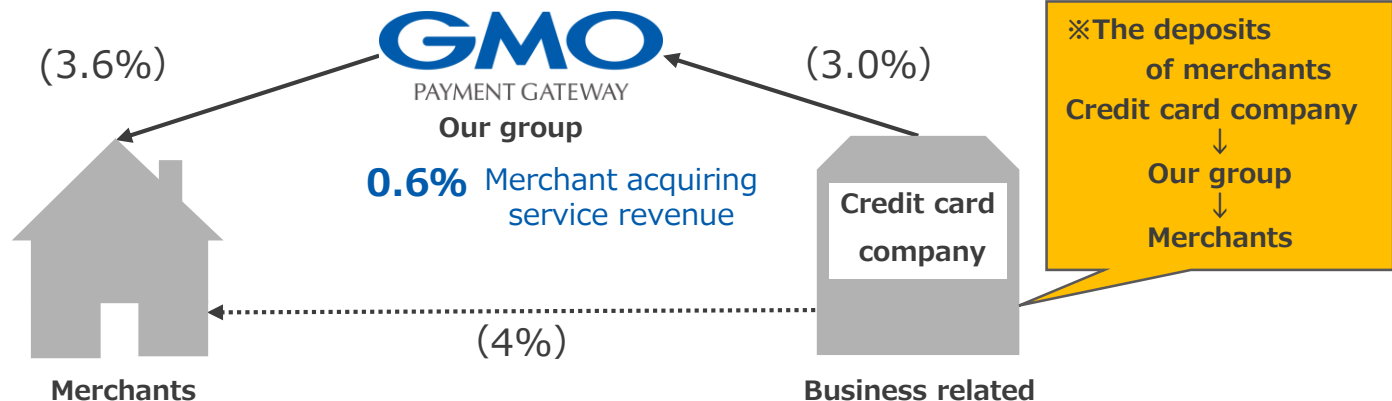 (3.6%)
GMO
PAYMENT GATEWAY
Our group
0.6% Merchant acquiring
service revenue
(3.0%)
Credit card
company
(4%)
Merchants
Business related
※The deposits
of merchants
Credit card company
↓
Our group
↓
Merchants